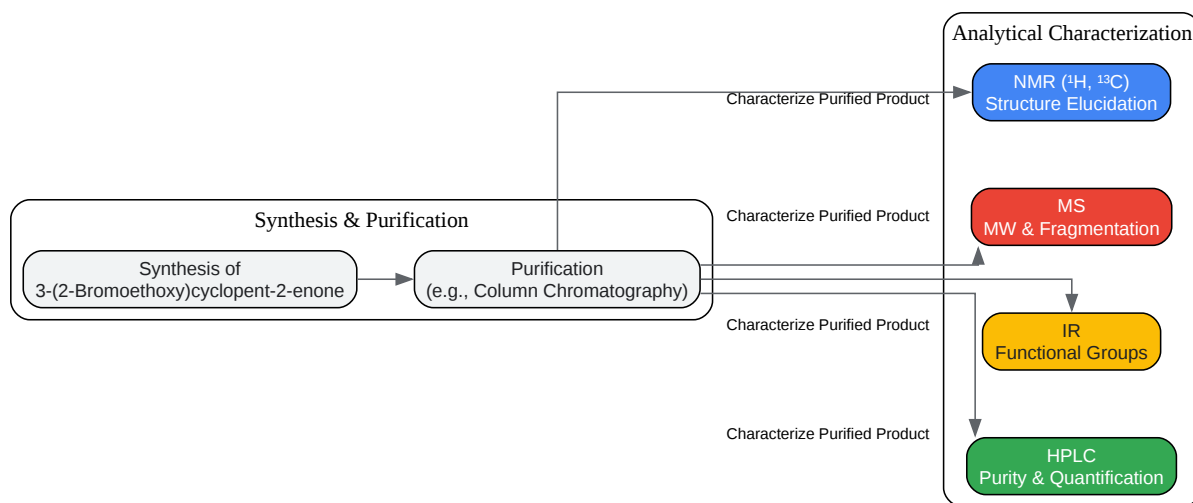 Analytical Characterization
NMR (¹H, ¹³C)
Structure Elucidation
Characterize Purified Product
MS
MW & Fragmentation
Characterize Purified Product
Synthesis & Purification
Synthesis of
3-(2-Bromoethoxy)cyclopent-2-enone
Purification
(e.g., Column Chromatography)
Characterize Purified Product
IR
Functional Groups
Characterize Purified Product
HPLC
Purity & Quantification